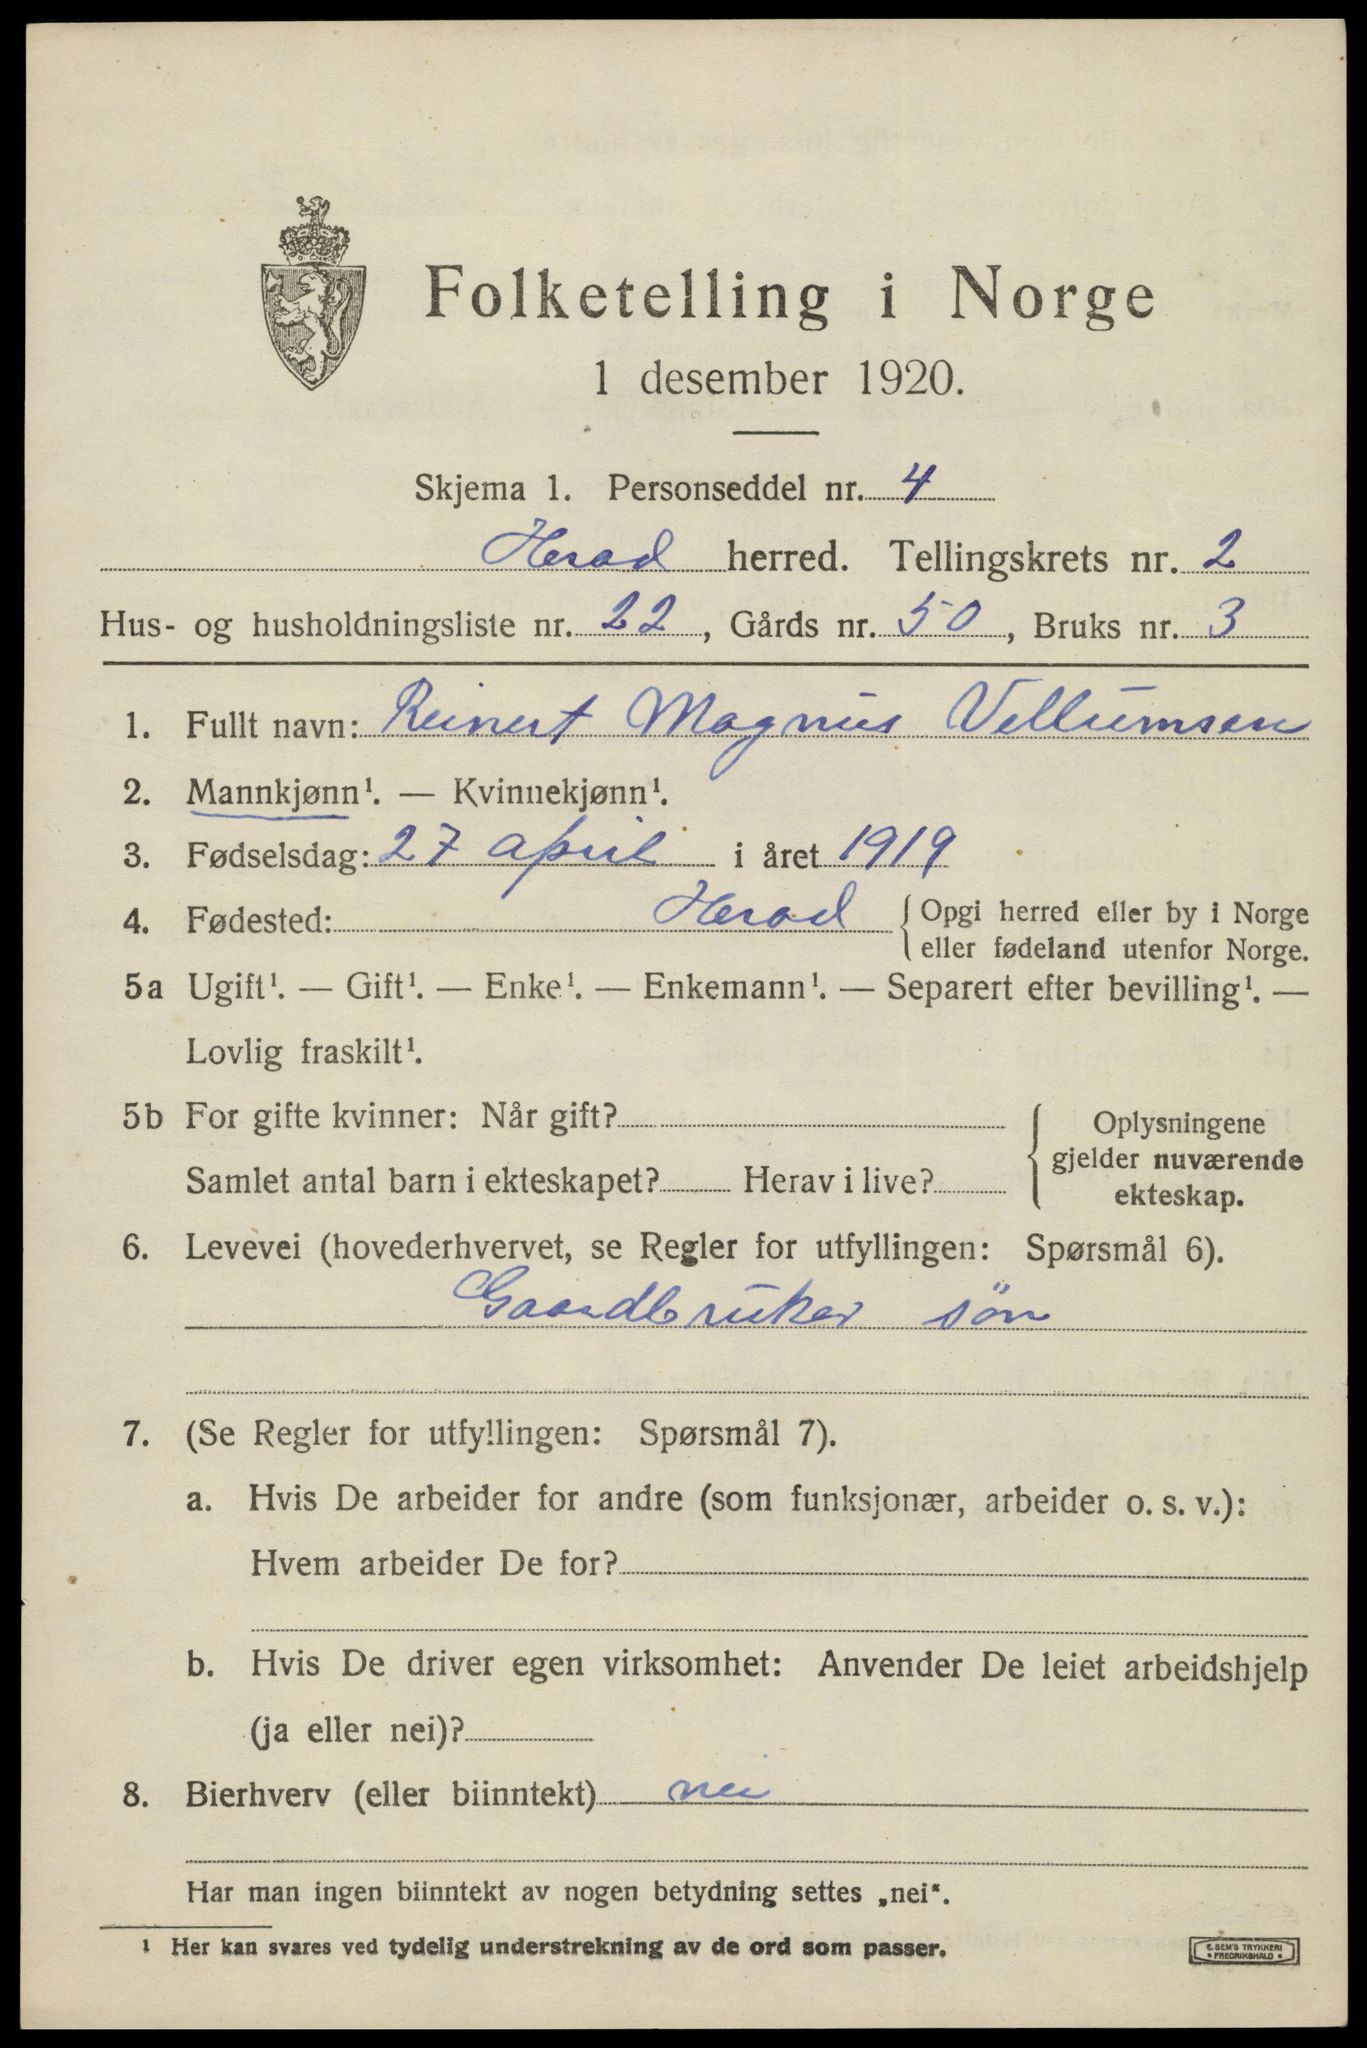 Folketelling i Norge
1 desember 1920.
Skjema 1. Personseddel nr. 4
Herad herred. Tellingskrets nr. 2
Hus- og husholdningsliste nr. 22, Gårds nr. 50, Bruks nr. 3
1. Fullt navn: Reinert Magnus Vellumsen
2. Mannkjønn¹. — Kvinnekjønn¹.
3. Fødselsdag: 27 april i året 1919
4. Fødested: Herad { Opgi herred eller by i Norge
eller fødeland utenfor Norge.
5a Ugift¹. — Gift¹. — Enke¹. — Enkemann¹. — Separert efter bevilling¹. —
Lovlig fraskilt¹.
5b For gifte kvinner: Når gift?
Samlet antal barn i ekteskapet? Herav i live?
Oplysningene
gjelder nuværende
ekteskap.
6. Levevei (hovederhvervet, se Regler for utfyllingen: Spørsmål 6).
Gaardbruker søn
7. (Se Regler for utfyllingen: Spørsmål 7).
a. Hvis De arbeider for andre (som funksjonær, arbeider o. s. v.):
Hvem arbeider De for?
b. Hvis De driver egen virksomhet: Anvender De leiet arbeidshjelp
(ja eller nei)?
8. Bierhverv (eller biinntekt) nei
Har man ingen biinntekt av nogen betydning settes „nei“.
¹ Her kan svares ved tydelig understrekning av de ord som passer.
E. SEM'S TRYKKERI
• FREDRIKSHALD •